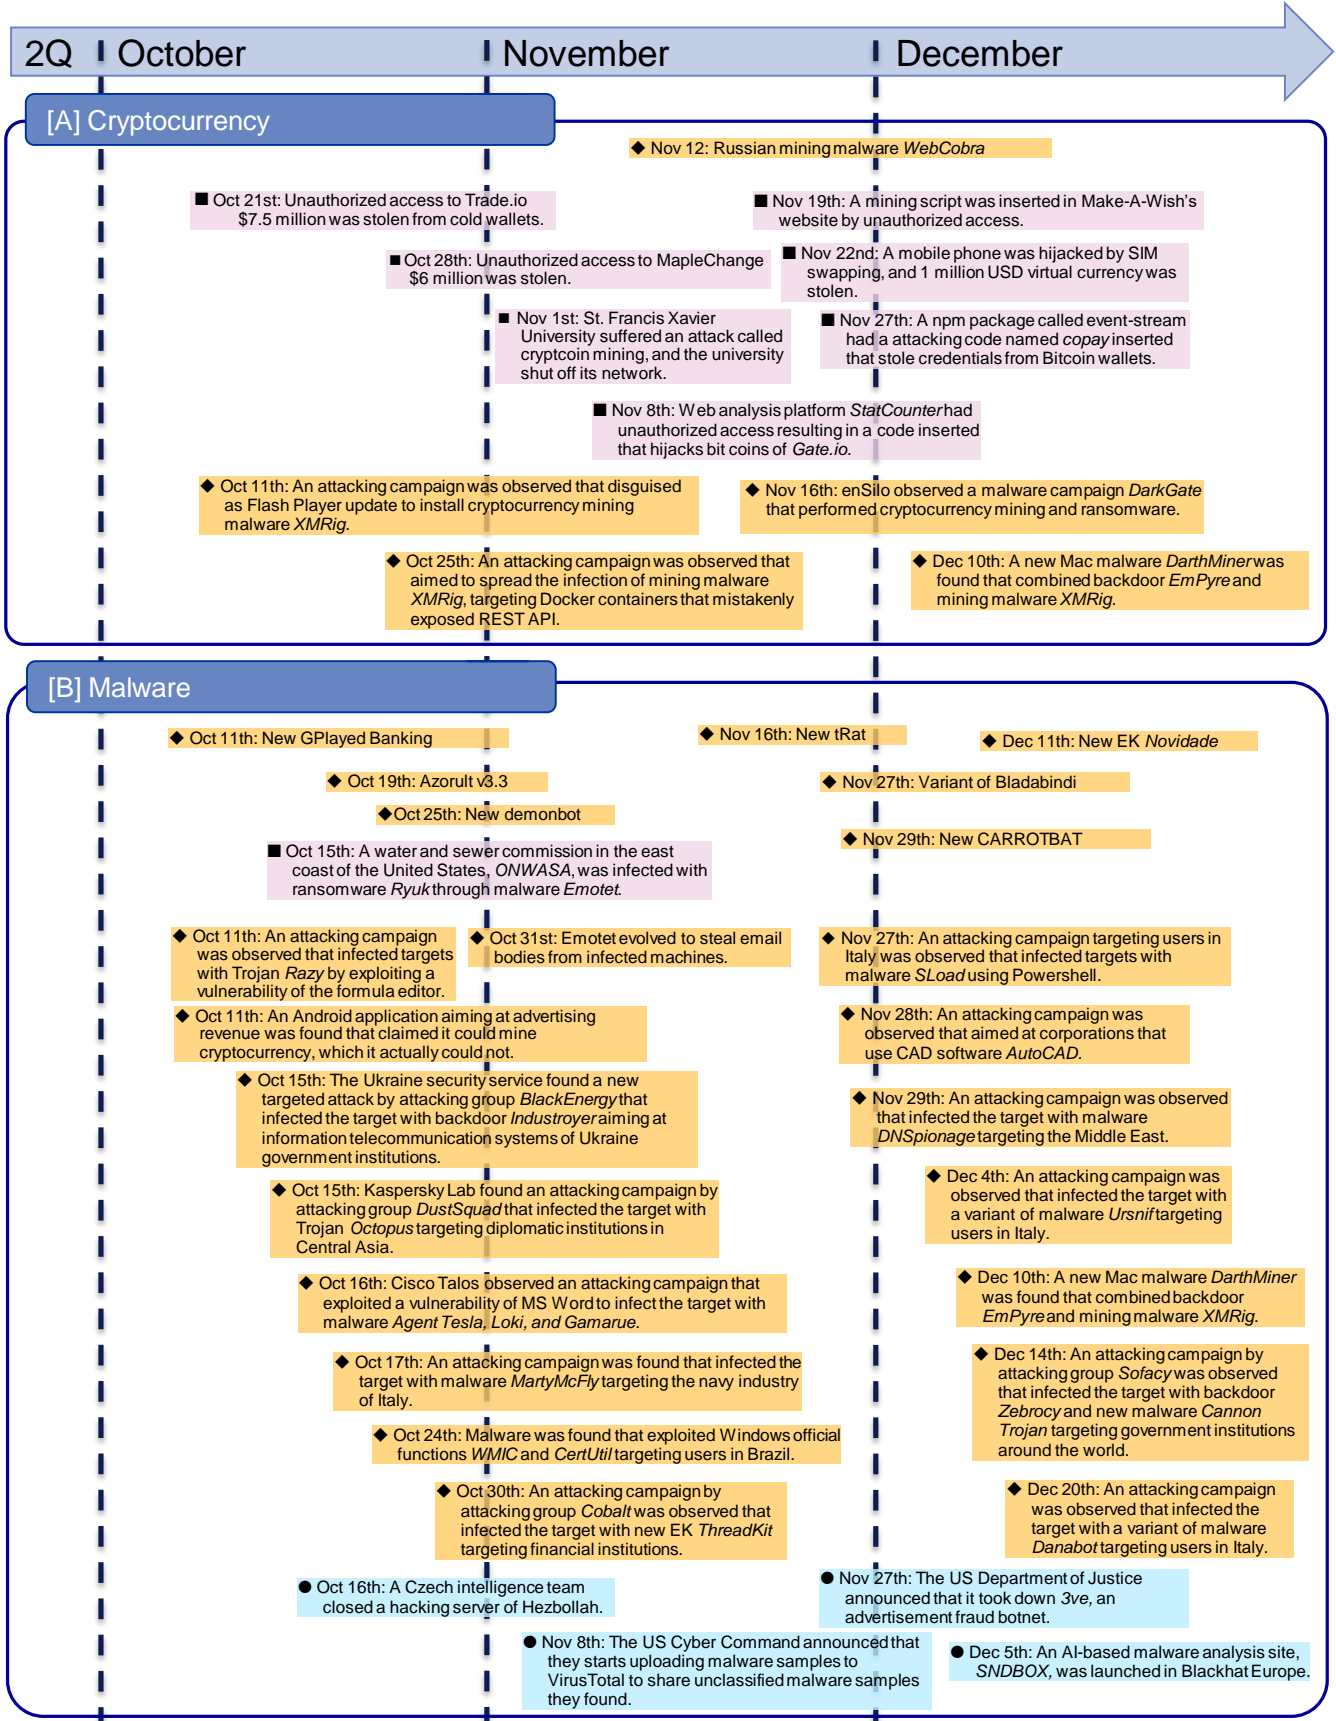 2Q October November December
[A] Cryptocurrency
◆ Nov 12: Russian mining malware WebCobra
■ Oct 21st: Unauthorized access to Trade.io
$7.5 million was stolen from cold wallets.
■ Nov 19th: A mining script was inserted in Make-A-Wish's
website by unauthorized access.
■ Oct 28th: Unauthorized access to MapleChange
$6 million was stolen.
■ Nov 22nd: A mobile phone was hijacked by SIM
swapping, and 1 million USD virtual currency was
stolen.
■ Nov 1st: St. Francis Xavier
University suffered an attack called
cryptcoin mining, and the university
shut off its network.
■ Nov 27th: A npm package called event-stream
had a attacking code named copay inserted
that stole credentials from Bitcoin wallets.
■ Nov 8th: Web analysis platform StatCounter had
unauthorized access resulting in a code inserted
that hijacks bit coins of Gate.io.
◆ Oct 11th: An attacking campaign was observed that disguised
as Flash Player update to install cryptocurrency mining
malware XMRig.
◆ Nov 16th: enSilo observed a malware campaign DarkGate
that performed cryptocurrency mining and ransomware.
◆ Oct 25th: An attacking campaign was observed that
aimed to spread the infection of mining malware
XMRig, targeting Docker containers that mistakenly
exposed REST API.
◆ Dec 10th: A new Mac malware DarthMiner was
found that combined backdoor EmPyre and
mining malware XMRig.
[B] Malware
◆ Oct 11th: New GPlayed Banking
◆ Nov 16th: New tRat
◆ Dec 11th: New EK Novidade
◆ Oct 19th: Azorult v3.3
◆ Nov 27th: Variant of Bladabindi
◆ Oct 25th: New demonbot
◆ Nov 29th: New CARROTBAT
■ Oct 15th: A water and sewer commission in the east
coast of the United States, ONWASA, was infected with
ransomware Ryuk through malware Emotet.
◆ Oct 11th: An attacking campaign
was observed that infected targets
with Trojan Razy by exploiting a
vulnerability of the formula editor.
◆ Oct 31st: Emotet evolved to steal email
bodies from infected machines.
◆ Nov 27th: An attacking campaign targeting users in
Italy was observed that infected targets with
malware SLoad using Powershell.
◆ Oct 11th: An Android application aiming at advertising
revenue was found that claimed it could mine
cryptocurrency, which it actually could not.
◆ Nov 28th: An attacking campaign was
observed that aimed at corporations that
use CAD software AutoCAD.
◆ Oct 15th: The Ukraine security service found a new
targeted attack by attacking group BlackEnergy that
infected the target with backdoor Industroyer aiming at
information telecommunication systems of Ukraine
government institutions.
◆ Nov 29th: An attacking campaign was observed
that infected the target with malware
DNSpionage targeting the Middle East.
◆ Oct 15th: Kaspersky Lab found an attacking campaign by
attacking group DustSquad that infected the target with
Trojan Octopus targeting diplomatic institutions in
Central Asia.
◆ Dec 4th: An attacking campaign was
observed that infected the target with
a variant of malware Ursnif targeting
users in Italy.
◆ Oct 16th: Cisco Talos observed an attacking campaign that
exploited a vulnerability of MS Word to infect the target with
malware Agent Tesla, Loki, and Gamarue.
◆ Dec 10th: A new Mac malware DarthMiner
was found that combined backdoor
EmPyre and mining malware XMRig.
◆ Oct 17th: An attacking campaign was found that infected the
target with malware MartyMcFly targeting the navy industry
of Italy.
◆ Dec 14th: An attacking campaign by
attacking group Sofacy was observed
that infected the target with backdoor
Zebrocy and new malware Cannon
Trojan targeting government institutions
around the world.
◆ Oct 24th: Malware was found that exploited Windows official
functions WMIC and CertUtil targeting users in Brazil.
◆ Oct 30th: An attacking campaign by
attacking group Cobalt was observed that
infected the target with new EK ThreadKit
targeting financial institutions.
◆ Dec 20th: An attacking campaign
was observed that infected the
target with a variant of malware
Danabot targeting users in Italy.
● Oct 16th: A Czech intelligence team
closed a hacking server of Hezbollah.
● Nov 27th: The US Department of Justice
announced that it took down 3ve, an
advertisement fraud botnet.
● Nov 8th: The US Cyber Command announced that
they starts uploading malware samples to
VirusTotal to share unclassified malware samples
they found.
● Dec 5th: An AI-based malware analysis site,
SNDBOX, was launched in Blackhat Europe.